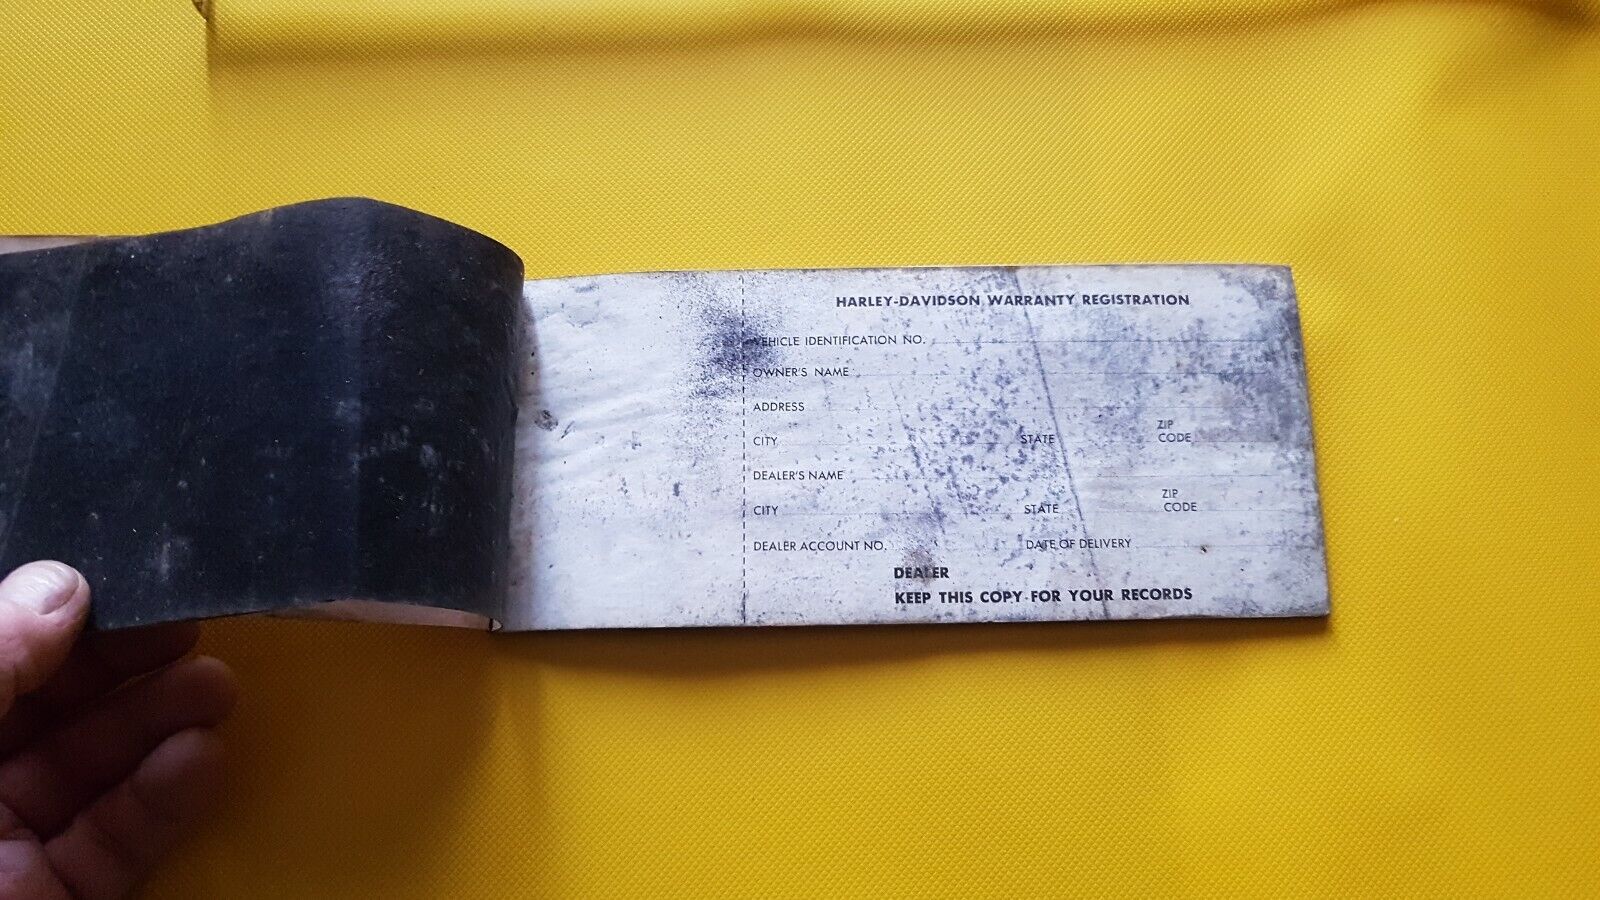 HARLEY-DAVIDSON WARRANTY REGISTRATION
VEHICLE IDENTIFICATION NO.
OWNER'S NAME
ADDRESS
CITY STATE ZIP CODE
DEALER'S NAME
CITY STATE ZIP CODE
DEALER ACCOUNT NO. DATE OF DELIVERY
DEALER
KEEP THIS COPY FOR YOUR RECORDS